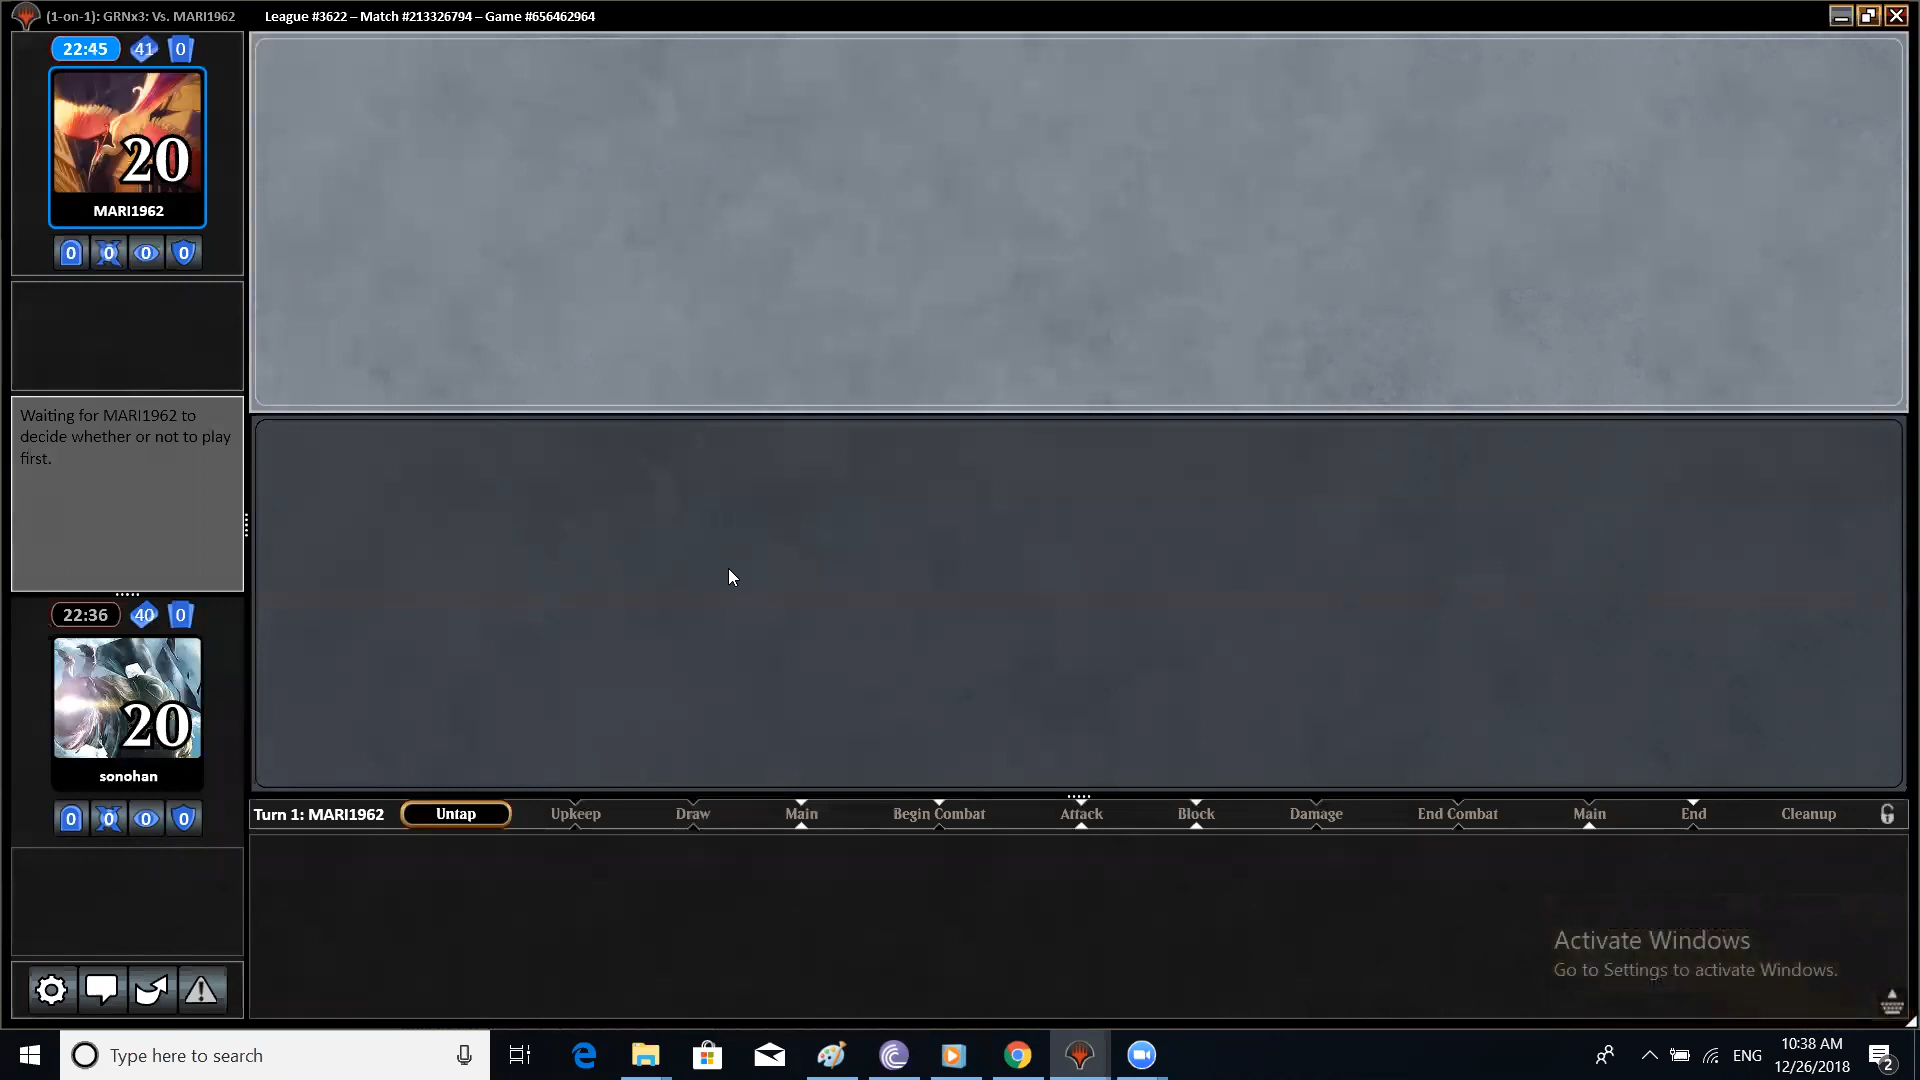 (1-on-1): GRNx3: Vs. MARI1962
League #3622 – Match #213326794 – Game #656462964
22:45 41 0
20
MARI1962
0 0 0 0
Waiting for MARI1962 to
decide whether or not to play
first.
22:36 40 0
20
sonohan
0 0 0 0
Turn 1: MARI1962 Untap Upkeep Draw Main Begin Combat Attack Block Damage End Combat Main End Cleanup
Activate Windows
Go to Settings to activate Windows.
Type here to search
ENG
10:38 AM
12/26/2018
2